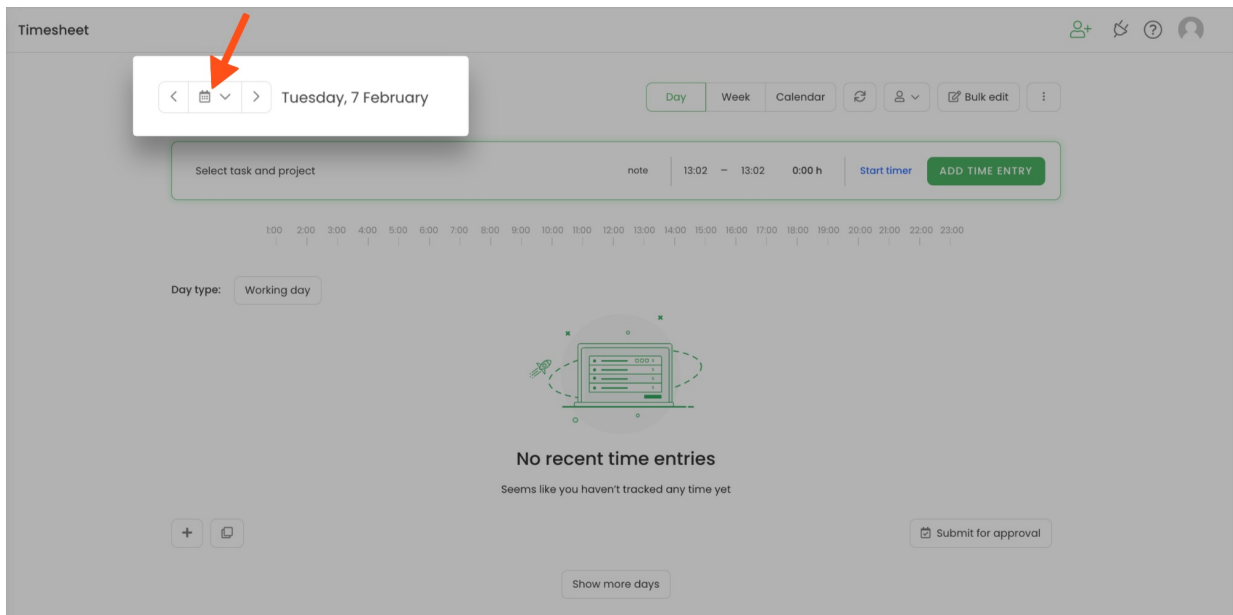 Timesheet
Tuesday, 7 February
Day Week Calendar Bulk edit
Select task and project note 13:02 – 13:02 0:00 h Start timer ADD TIME ENTRY
1:00 2:00 3:00 4:00 5:00 6:00 7:00 8:00 9:00 10:00 11:00 12:00 13:00 14:00 15:00 16:00 17:00 18:00 19:00 20:00 21:00 22:00 23:00
Day type: Working day
No recent time entries
Seems like you haven't tracked any time yet
Submit for approval
Show more days